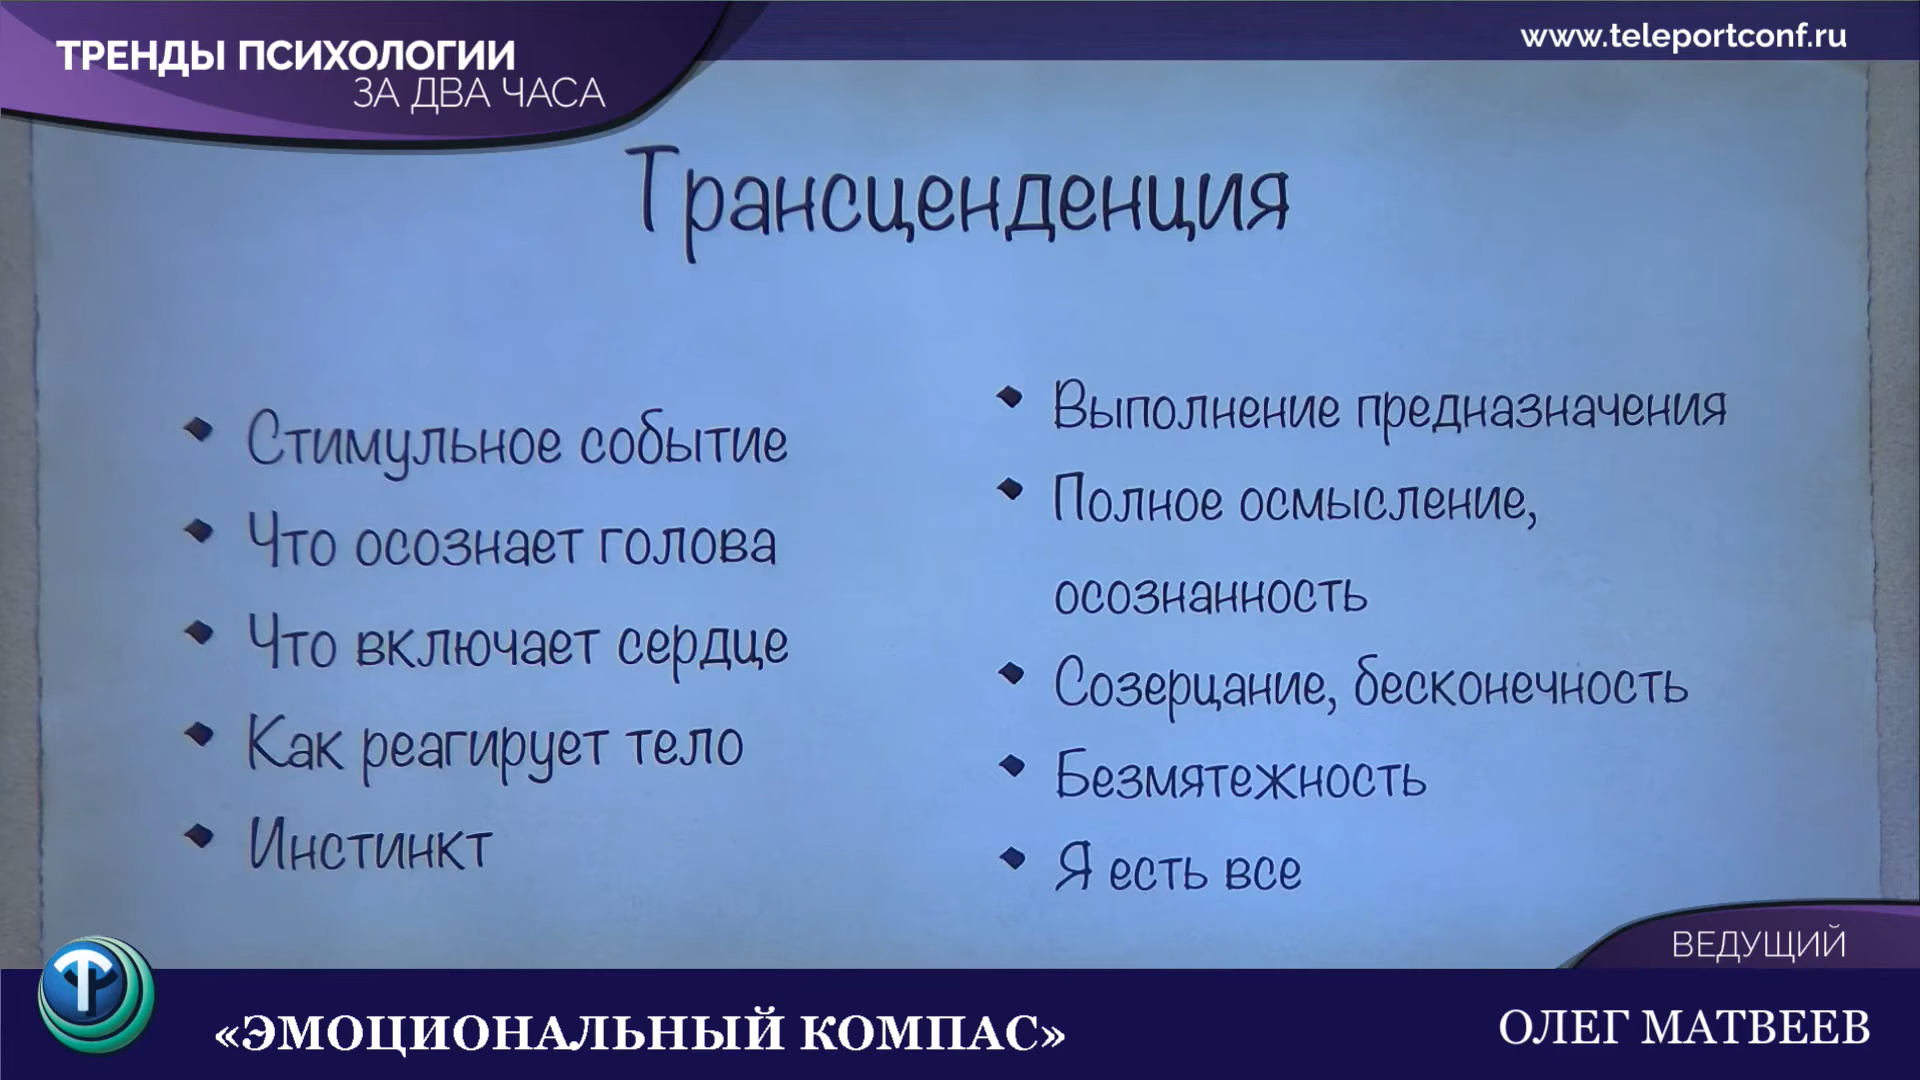 ТРЕНДЫ ПСИХОЛОГИИ
ЗА ДВА ЧАСА
www.teleportconf.ru
Трансценденция
Стимульное событие
Что осознает голова
Что включает сердце
Как реагирует тело
Инстинкт
Выполнение предназначения
Полное осмысление,
осознанность
Созерцание, бесконечность
Безмятежность
Я есть все
ВЕДУЩИЙ
«ЭМОЦИОНАЛЬНЫЙ КОМПАС»
ОЛЕГ МАТВЕЕВ